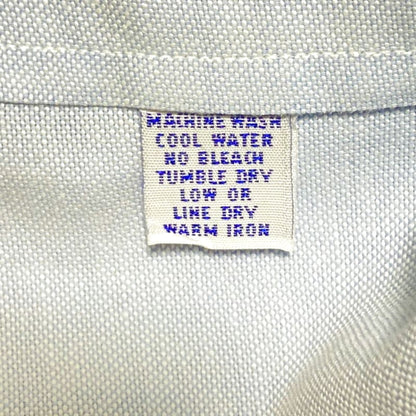 MACHINE WASH
COOL WATER
NO BLEACH
TUMBLE DRY
LOW OR
LINE DRY
WARM IRON